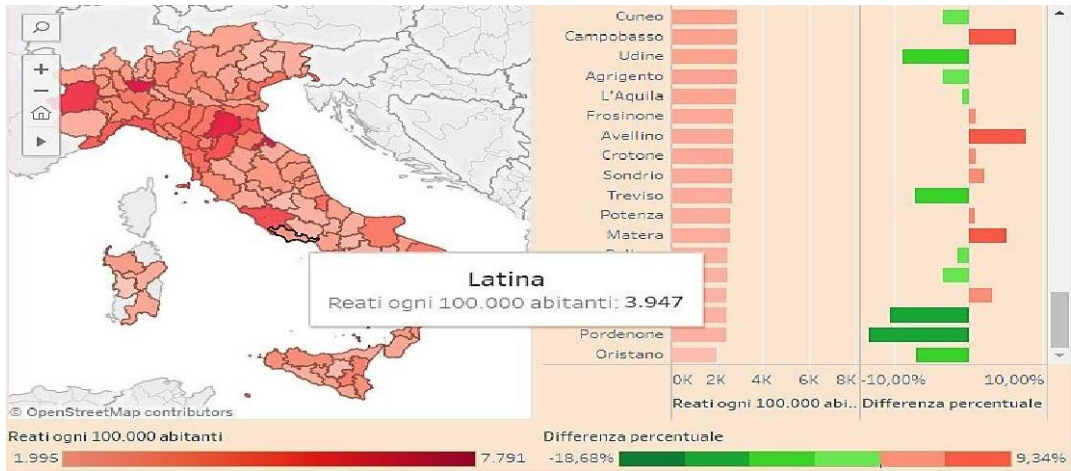 Cuneo
Campobasso
Udine
Agrigento
L'Aquila
Frosinone
Avellino
Crotone
Sondrio
Treviso
Potenza
Matera
Latina
Reati ogni 100.000 abitanti: 3.947
Pordenone
Oristano
0K 2K 4K 6K 8K -10,00% 10,00%
Reati ogni 100.000 abi.. Differenza percentuale
© OpenStreetMap contributors
Reati ogni 100.000 abitanti
1.995 7.791
Differenza percentuale
-18,68% 9,34%